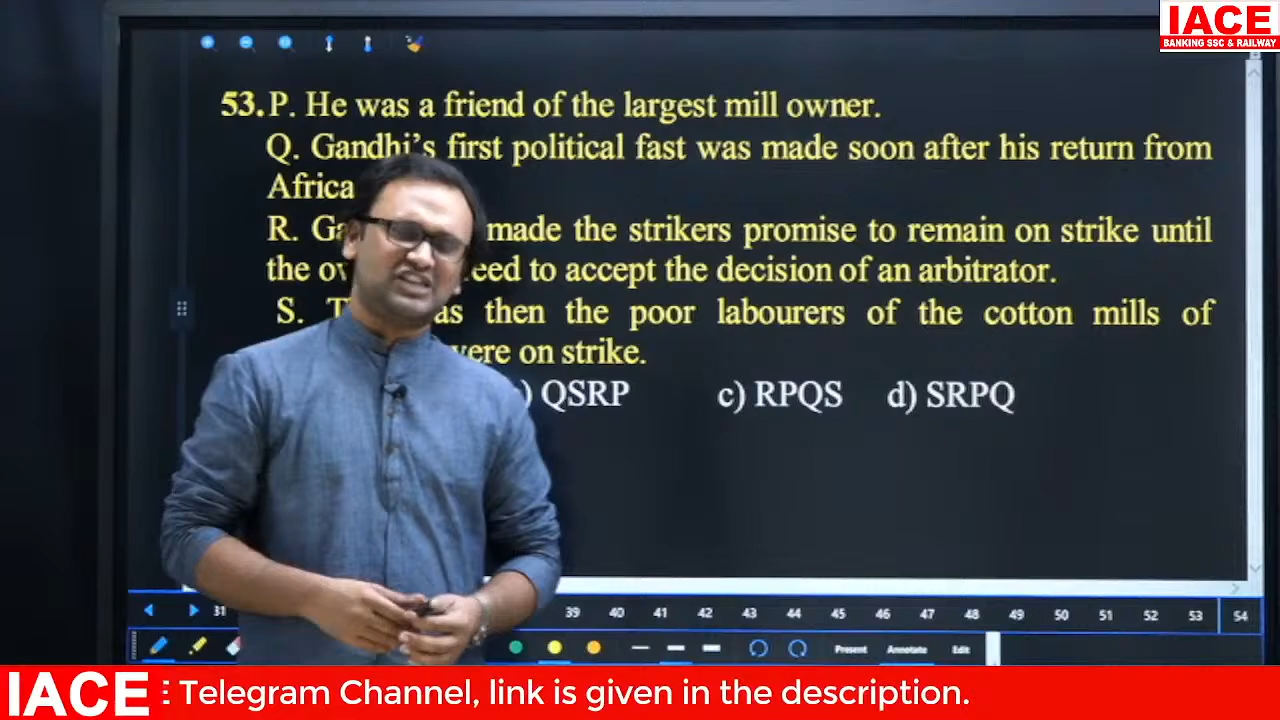 IACE
BANKING SSC & RAILWAY
53. P. He was a friend of the largest mill owner.
Q. Gandhi's first political fast was made soon after his return from
Africa
R. made the strikers promise to remain on strike until
the to accept the decision of an arbitrator.
S. then the poor labourers of the cotton mills of
were on strike.
QSRP c) RPQS d) SRPQ
31 39 40 41 42 43 44 45 46 47 48 49 50 51 52 53 54
Present Annotate Edit
IACE : Telegram Channel, link is given in the description.